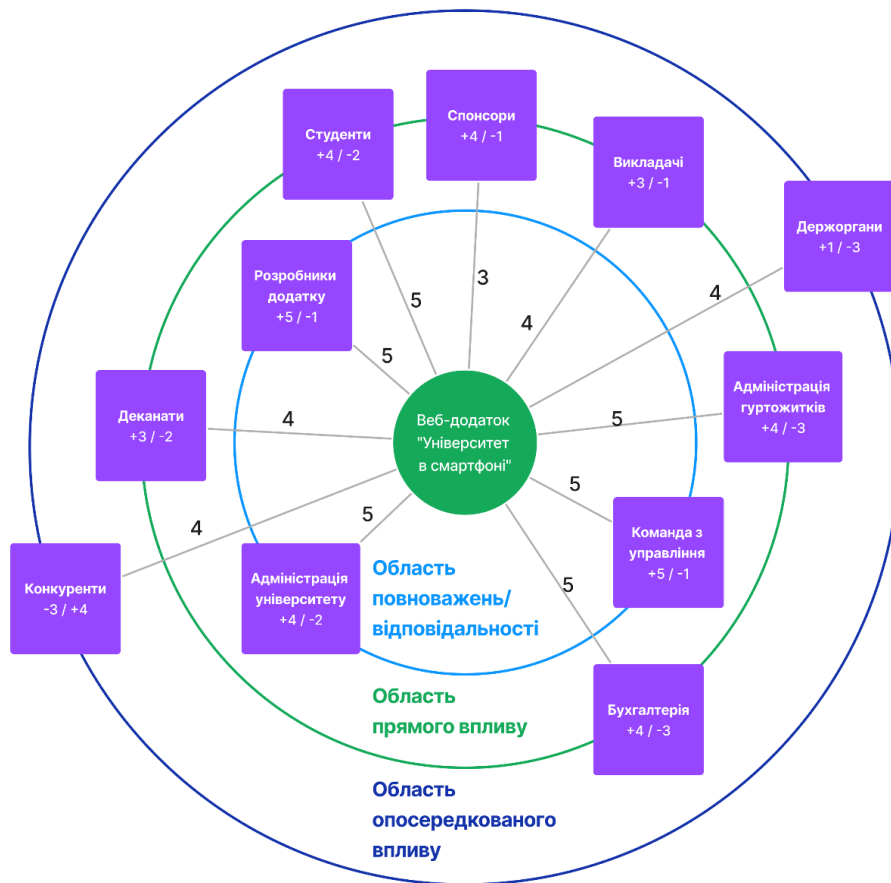 Спонсори
+4 / -1
Студенти
+4 / -2
Викладачі
+3 / -1
Держоргани
+1 / -3
Розробники
додатку
+5 / -1
3
5
4
4
5
Деканати
+3 / -2
4
Веб-додаток
"Університет
в смартфоні"
5
Адміністрація
гуртожитків
+4 / -3
4
5
5
5
Конкуренти
-3 / +4
Адміністрація
університету
+4 / -2
Команда з
управління
+5 / -1
Область
повноважень/
відповідальності
Область
прямого впливу
Бухгалтерія
+4 / -3
Область
опосередкованого
впливу